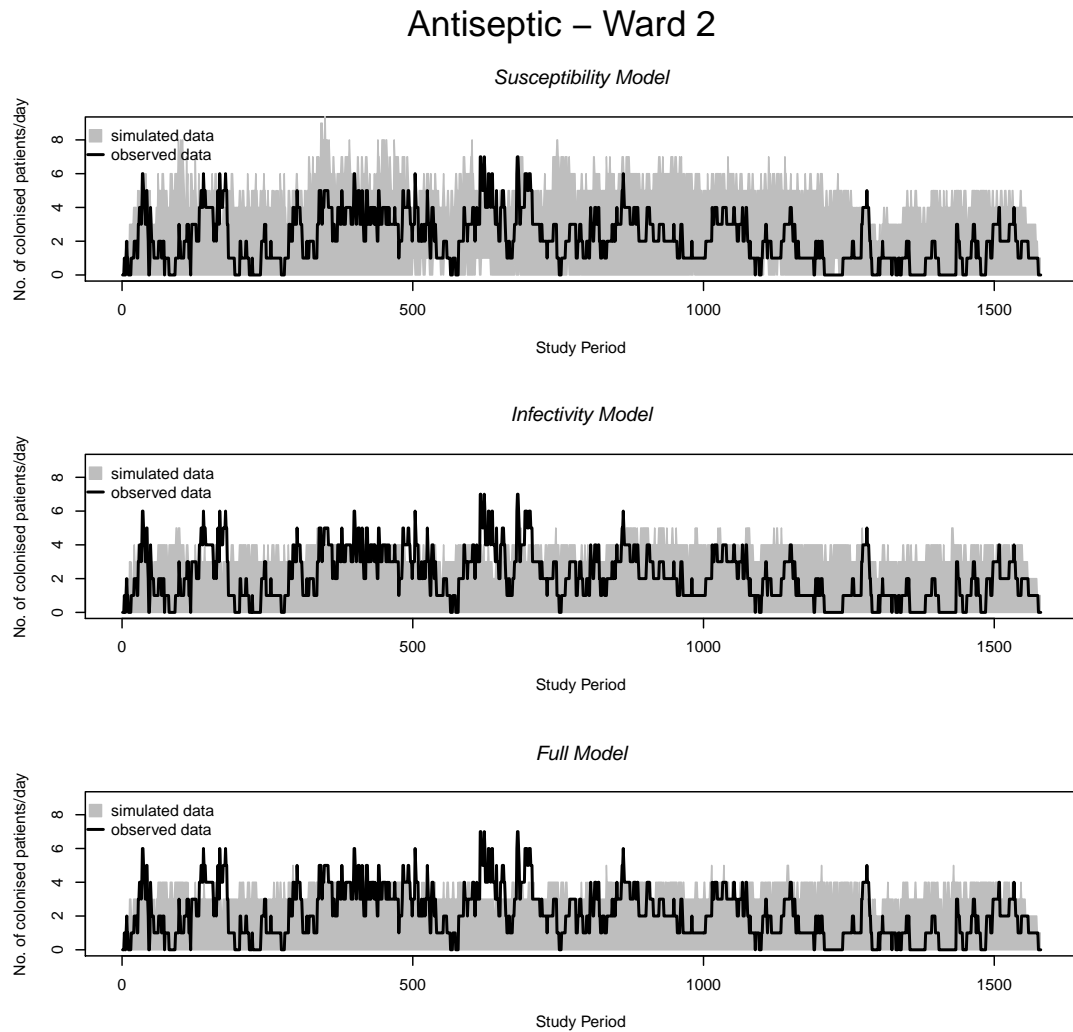 Antiseptic – Ward 2
Susceptibility Model
No. of colonised patients/day
8
6
4
2
0
simulated data
observed data
0 500 1000 1500
Study Period
Infectivity Model
No. of colonised patients/day
8
6
4
2
0
simulated data
observed data
0 500 1000 1500
Study Period
Full Model
No. of colonised patients/day
8
6
4
2
0
simulated data
observed data
0 500 1000 1500
Study Period